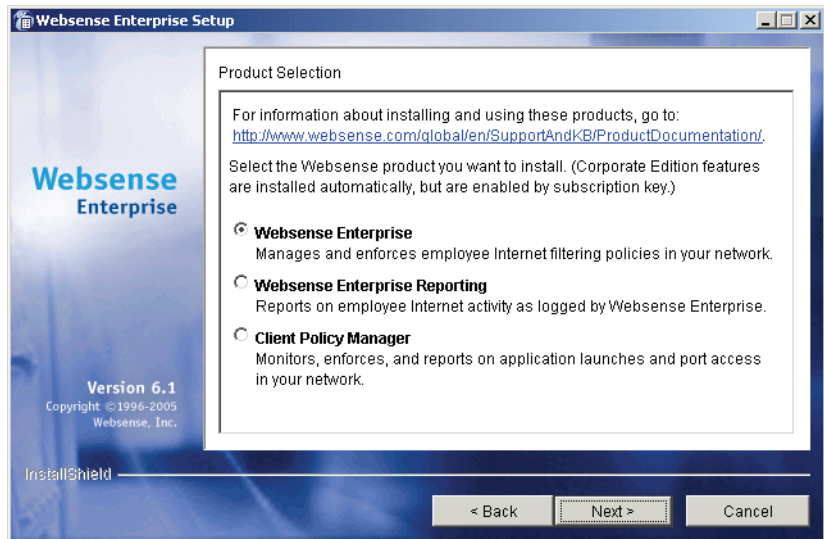 Websense Enterprise Setup
Product Selection
For information about installing and using these products, go to:
http://www.websense.com/global/en/SupportAndKB/ProductDocumentation/.
Select the Websense product you want to install. (Corporate Edition features
are installed automatically, but are enabled by subscription key.)
Websense Enterprise
Manages and enforces employee Internet filtering policies in your network.
Websense Enterprise Reporting
Reports on employee Internet activity as logged by Websense Enterprise.
Client Policy Manager
Monitors, enforces, and reports on application launches and port access
in your network.
Websense
Enterprise
Version 6.1
Copyright ©1996-2005
Websense, Inc.
InstallShield
< Back
Next >
Cancel